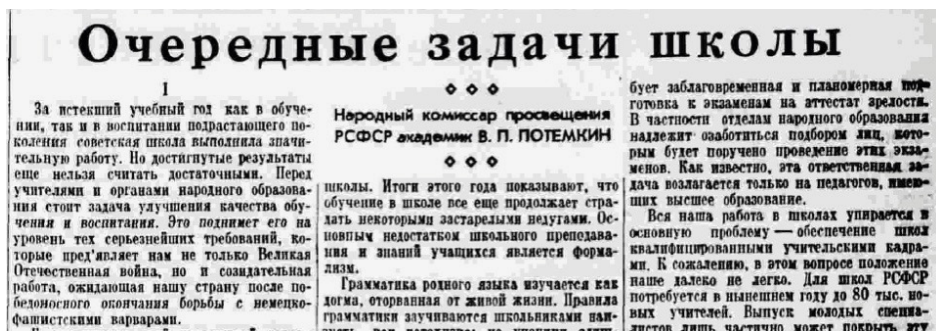 Очередные задачи школы
1
За истекший учебный год как в обуче-
нии, так и в воспитании подрастающего по-
коления советская школа выполнила значи-
тельную работу. Но достигнутые результаты
еще нельзя считать достаточными. Перед
учителями и органами народного образова-
ния стоит задача улучшения качества обу-
чения и воспитания. Это поднимет его на
уровень тех серьезнейших требований, ко-
торые пред'являет нам не только Великая
Отечественная война, но и созидательная
работа, ожидающая нашу страну после по-
бедоносного окончания борьбы с немецко-
фашистскими варварами.
Народный комиссар просвещения
РСФСР академик В. П. ПОТЕМКИН
школы. Итоги этого года показывают, что
обучение в школе все еще продолжает стра-
дать некоторыми застарелыми недугами. Ос-
новным недостатком школьного преподава-
ния и знаний учащихся является форма-
лизм.
Грамматика родного языка изучается как
догма, оторванная от живой жизни. Правила
грамматики заучиваются школьниками наи-
бует заблаговременная и планомерная под-
готовка к экзаменам на аттестат зрелости.
В частности отделам народного образования
надлежит озаботиться подбором лиц, кото-
рым будет поручено проведение этих экза-
менов. Как известно, эта ответственная за-
дача возлагается только на педагогов, имею-
щих высшее образование.
Вся наша работа в школах упирается в
основную проблему — обеспечение школ
квалифицированными учительскими кадра-
ми. К сожалению, в этом вопросе положение
наше далеко не легко. Для школ РСФСР
потребуется в нынешнем году до 80 тыс. но-
вых учителей. Выпуск молодых специа-
листов лишь частично может покрыть эту